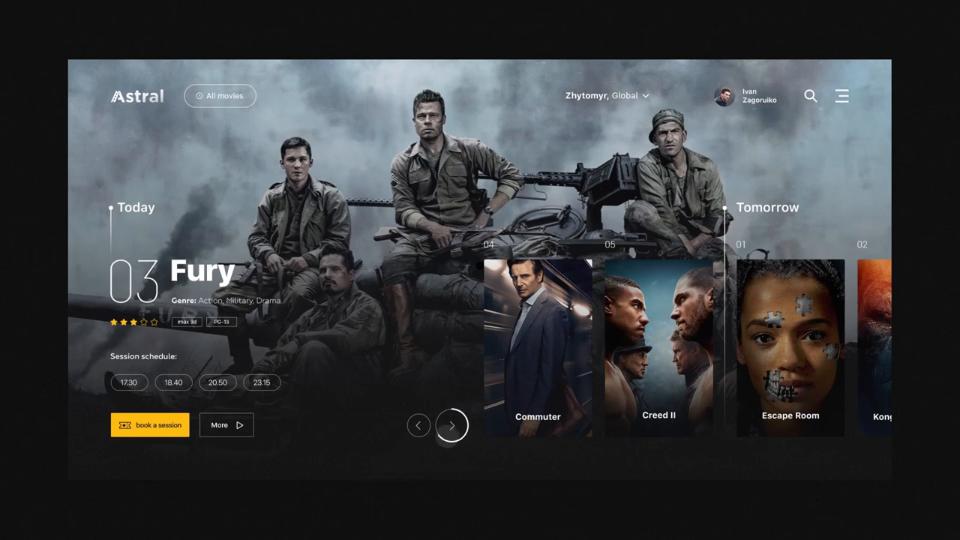 Astral
All movies
Zhytomyr, Global
Ivan
Zagoruiko
Today
Tomorrow
04
05
01
02
03
Fury
Genre: Action, Military, Drama
max 3d
PG-13
Session schedule:
17.30
18.40
20.50
23.15
book a session
More
Commuter
Creed II
Escape Room
Kong